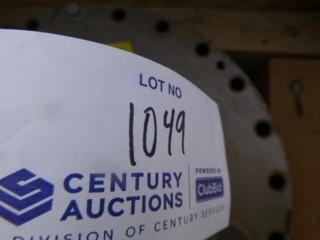 LOT NO
1049
CENTURY
AUCTIONS
POWERED BY
ClubBid
DIVISION OF CENTURY SERVICES